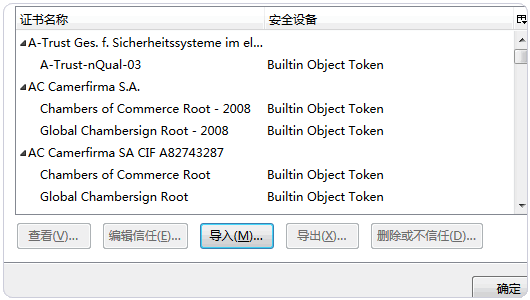 证书名称 安全设备
A-Trust Ges. f. Sicherheitssysteme im el...
A-Trust-nQual-03 Builtin Object Token
AC Camerfirma S.A.
Chambers of Commerce Root - 2008 Builtin Object Token
Global Chambersign Root - 2008 Builtin Object Token
AC Camerfirma SA CIF A82743287
Chambers of Commerce Root Builtin Object Token
Global Chambersign Root Builtin Object Token
查看(V)... 编辑信任(E)... 导入(M)... 导出(X)... 删除或不信任(D)...
确定